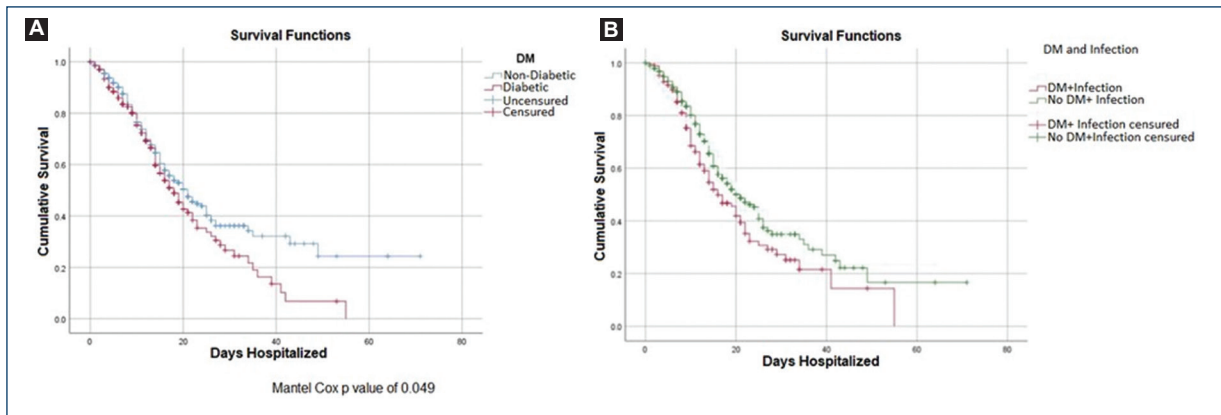 A
Survival Functions
DM
Non-Diabetic
Diabetic
Uncensured
Censured
Cumulative Survival
1.0
0.8
0.6
0.4
0.2
0.0
0
20
40
60
80
Days Hospitalized
Mantel Cox p value of 0.049
B
Survival Functions
DM and Infection
DM+Infection
No DM+ Infection
DM+ Infection censured
No DM+Infection censured
Cumulative Survival
1.0
0.8
0.6
0.4
0.2
0.0
0
20
40
60
80
Days Hospitalized